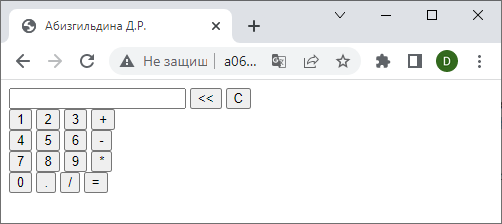 Абизгильдина Д.Р.
Не защищ a06...
D
<< C
1 2 3 +
4 5 6 -
7 8 9 *
0 . / =